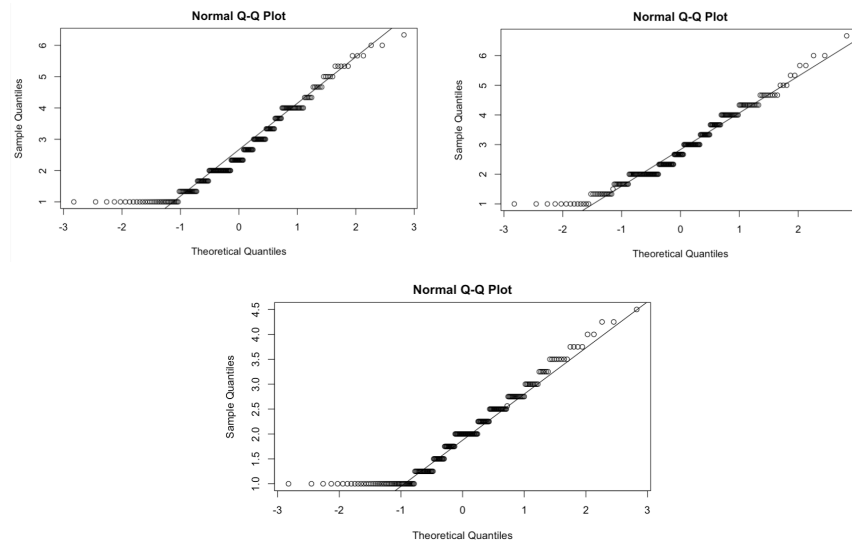 Normal Q-Q Plot
Sample Quantiles
6
5
4
3
2
1
-3 -2 -1 0 1 2 3
Theoretical Quantiles
Normal Q-Q Plot
Sample Quantiles
6
5
4
3
2
1
-3 -2 -1 0 1 2
Theoretical Quantiles
Normal Q-Q Plot
Sample Quantiles
4.5
4.0
3.5
3.0
2.5
2.0
1.5
1.0
-3 -2 -1 0 1 2 3
Theoretical Quantiles